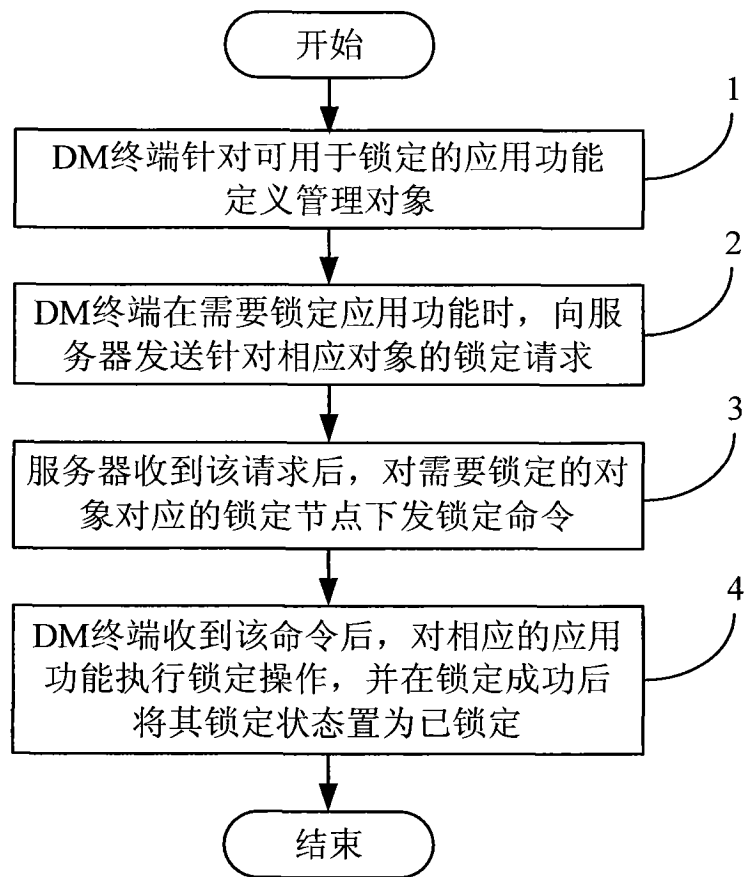 开始
1
DM终端针对可用于锁定的应用功能
定义管理对象
2
DM终端在需要锁定应用功能时，向服
务器发送针对相应对象的锁定请求
3
服务器收到该请求后，对需要锁定的对
象对应的锁定节点下发锁定命令
4
DM终端收到该命令后，对相应的应用
功能执行锁定操作，并在锁定成功后
将其锁定状态置为已锁定
结束